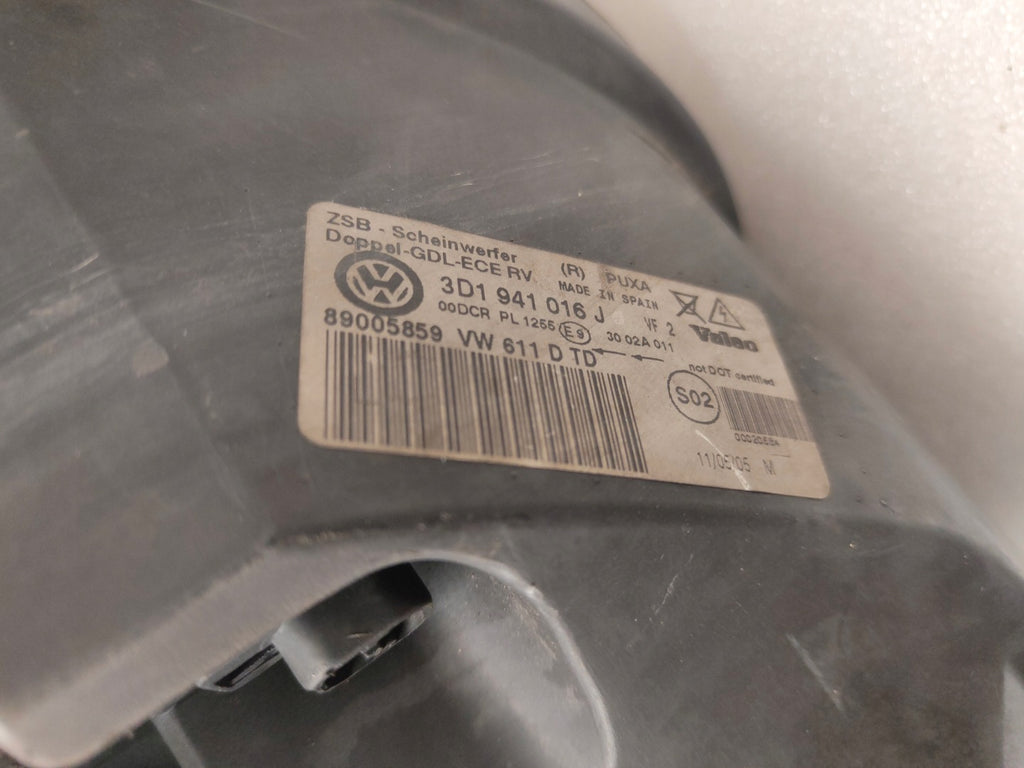 ZSB - Scheinwerfer
Doppel-GDL-ECE RV (R) PUXA
MADE IN SPAIN
3D1 941 016 J VF 2 Valeo
00DCR PL 1255 E9 30 02A 011
89005859 VW 611 D TD
not DOT certified
S02
11/05/05 M